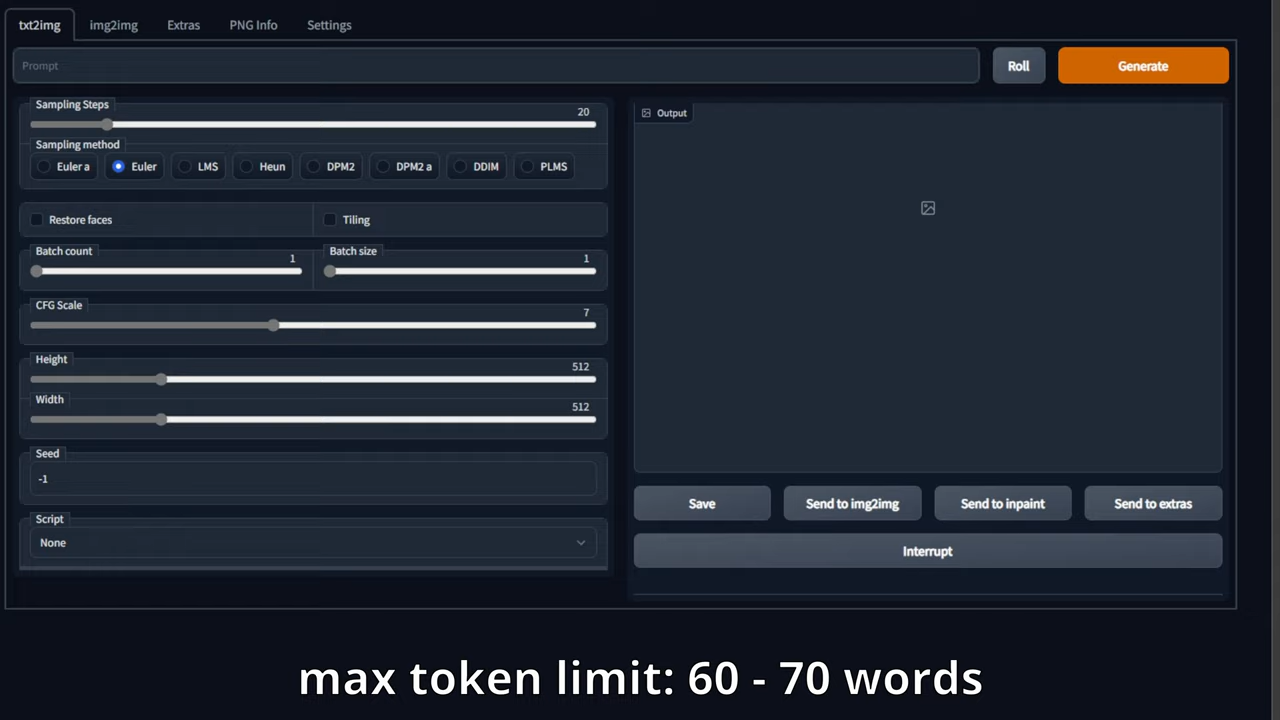 txt2img img2img Extras PNG Info Settings
Prompt Roll Generate
Sampling Steps 20
Sampling method
Euler a Euler LMS Heun DPM2 DPM2 a DDIM PLMS
Restore faces Tiling
Batch count 1 Batch size 1
CFG Scale 7
Height 512
Width 512
Seed
-1
Script
None
Output
Save Send to img2img Send to inpaint Send to extras
Interrupt
max token limit: 60 - 70 words